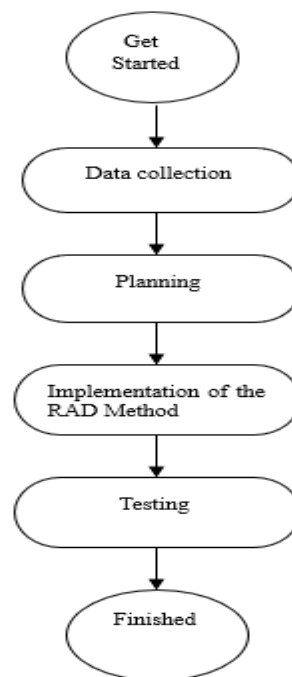 Get
Started
Data collection
Planning
Implementation of the
RAD Method
Testing
Finished